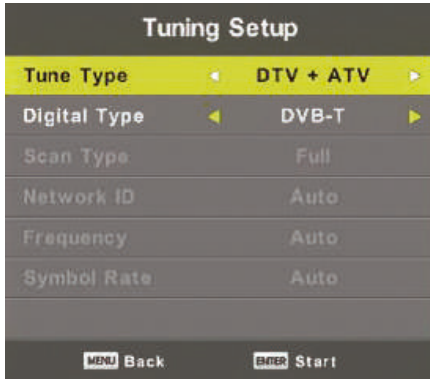 Tuning Setup
Tune Type DTV + ATV
Digital Type DVB-T
Scan Type Full
Network ID Auto
Frequency Auto
Symbol Rate Auto
MENU Back ENTER Start